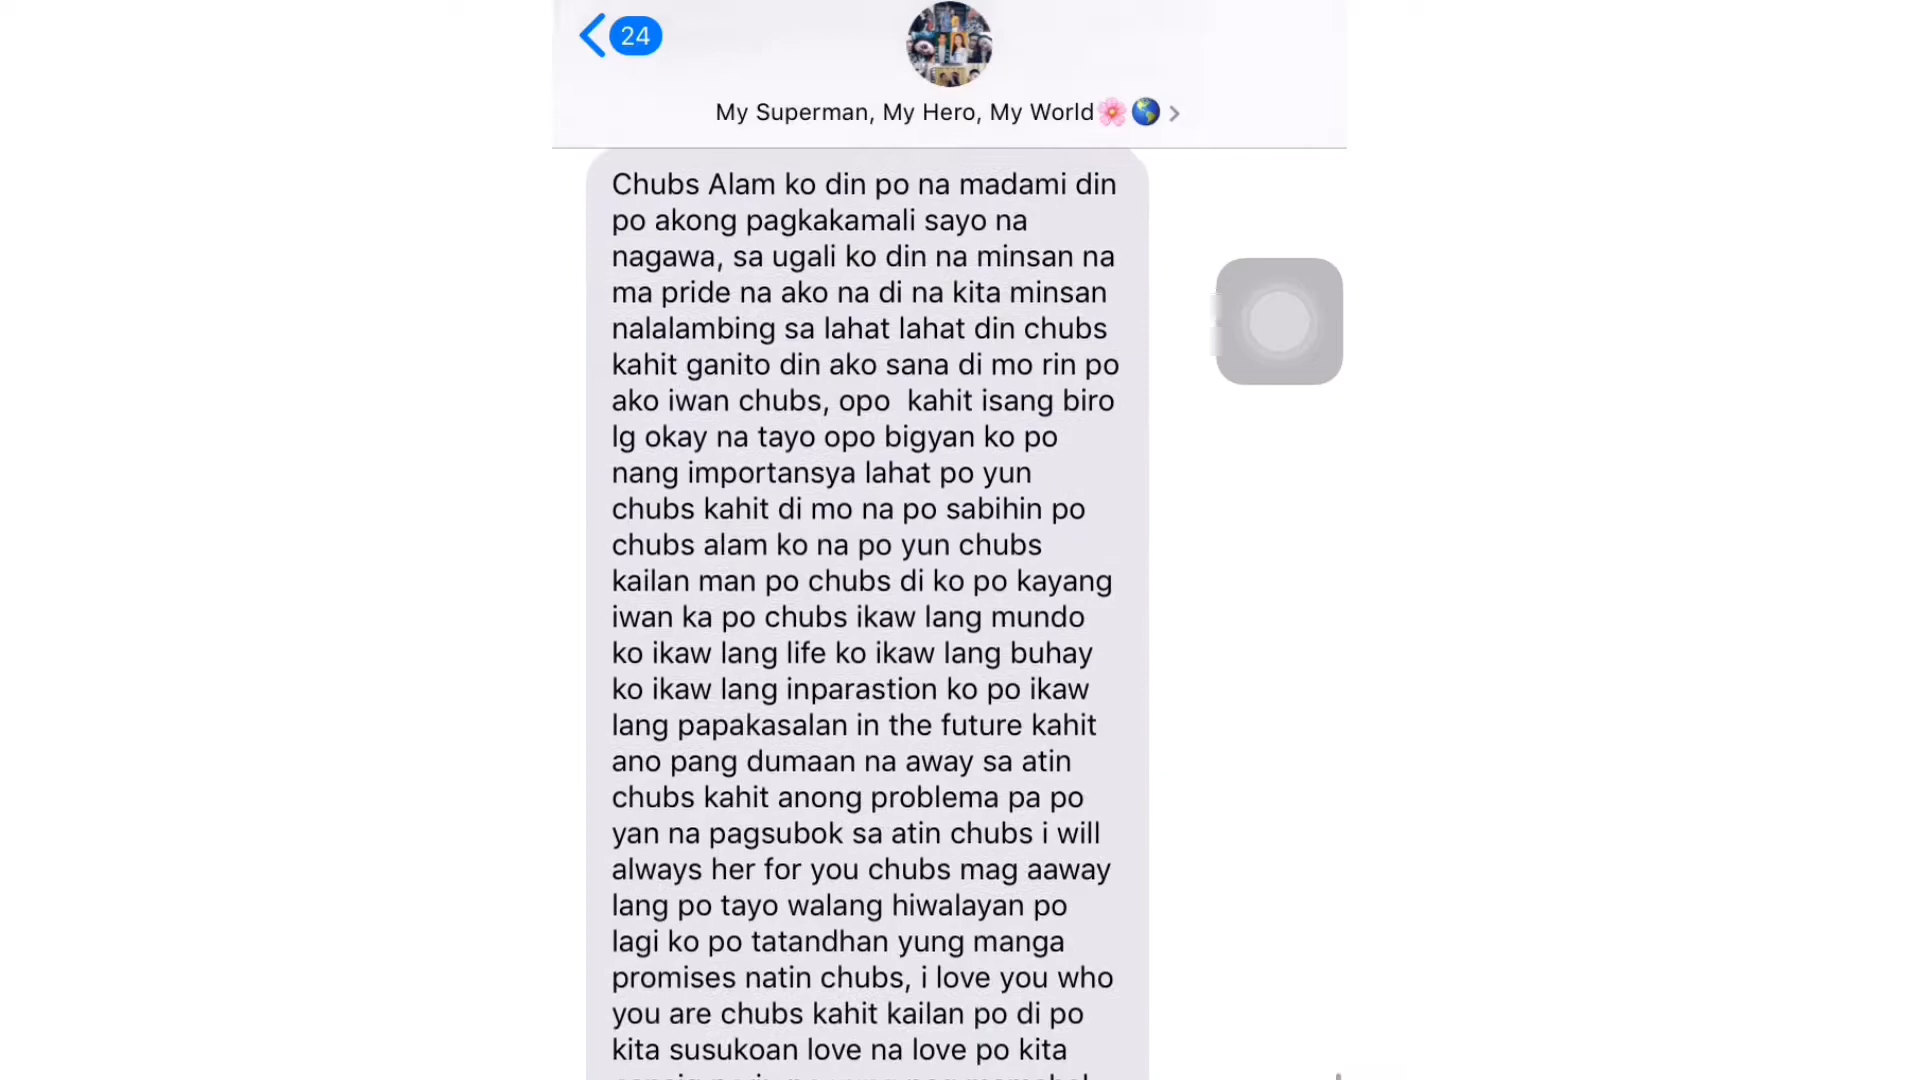 24
My Superman, My Hero, My World🌸🌎
Chubs Alam ko din po na madami din
po akong pagkakamali sayo na
nagawa, sa ugali ko din na minsan na
ma pride na ako na di na kita minsan
nalalambing sa lahat lahat din chubs
kahit ganito din ako sana di mo rin po
ako iwan chubs, opo  kahit isang biro
lg okay na tayo opo bigyan ko po
nang importansya lahat po yun
chubs kahit di mo na po sabihin po
chubs alam ko na po yun chubs
kailan man po chubs di ko po kayang
iwan ka po chubs ikaw lang mundo
ko ikaw lang life ko ikaw lang buhay
ko ikaw lang inparastion ko po ikaw
lang papakasalan in the future kahit
ano pang dumaan na away sa atin
chubs kahit anong problema pa po
yan na pagsubok sa atin chubs i will
always her for you chubs mag aaway
lang po tayo walang hiwalayan po
lagi ko po tatandhan yung manga
promises natin chubs, i love you who
you are chubs kahit kailan po di po
kita susukoan love na love po kita